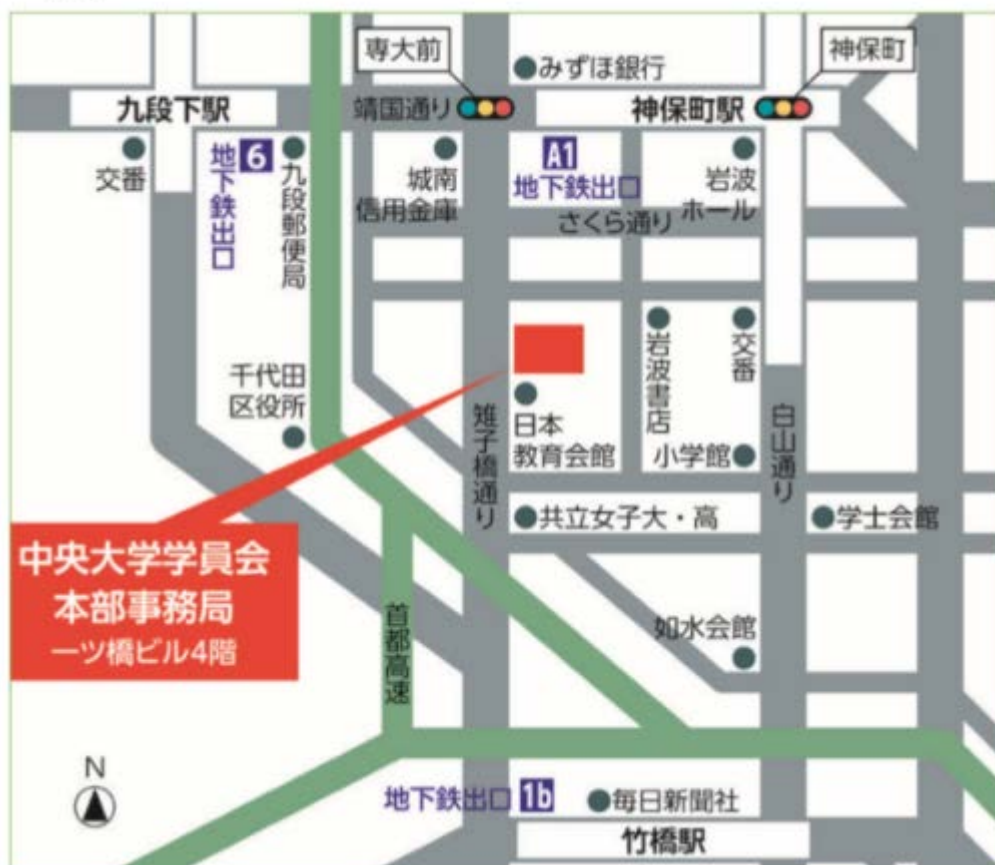 専大前
神保町
みずほ銀行
九段下駅
靖国通り
神保町駅
交番
地下鉄出口
6
九段郵便局
城南
信用金庫
A1
地下鉄出口
岩波
ホール
さくら通り
千代田
区役所
雉子橋通り
日本
教育会館
岩波書店
交番
小学館
白山通り
共立女子大・高
学士会館
中央大学学員会
本部事務局
一ツ橋ビル4階
首都高速
如水会館
N
地下鉄出口 1b
毎日新聞社
竹橋駅